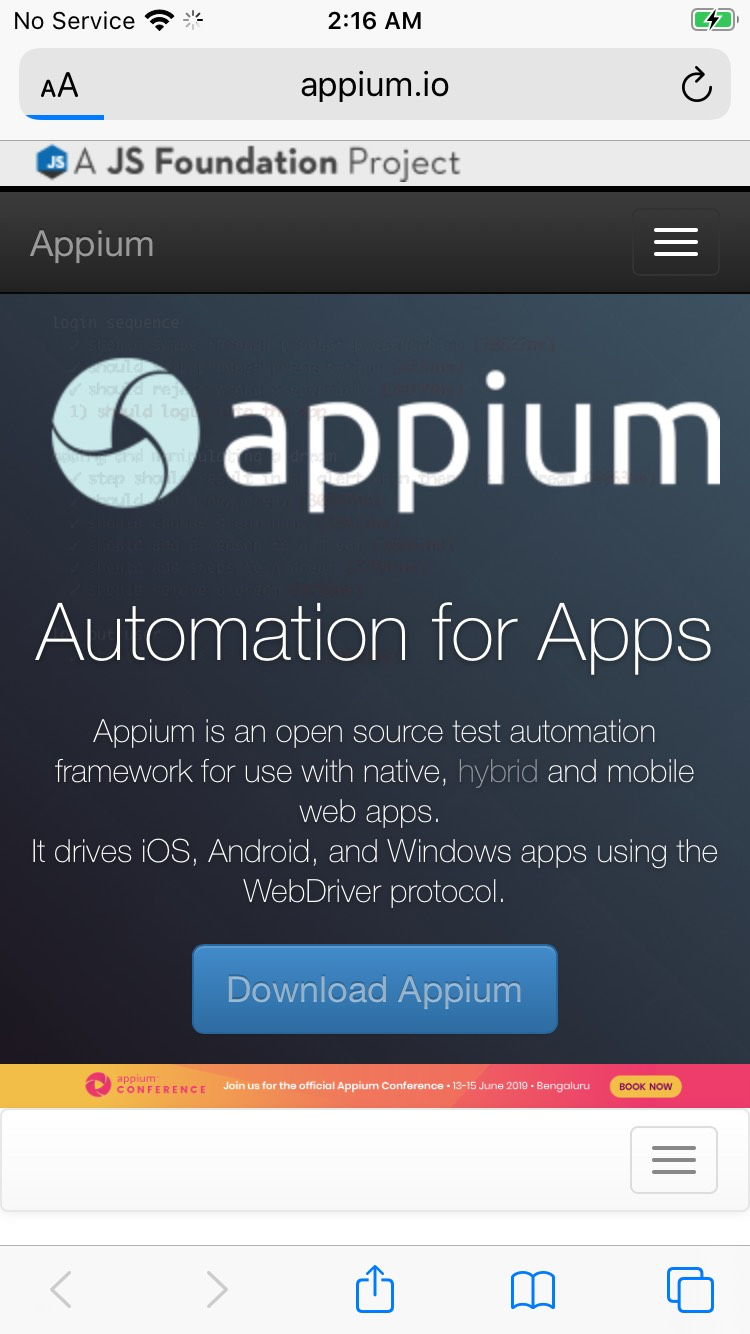 No Service 2:16 AM
AA appium.io
JS A JS Foundation Project
Appium
login sequence
appium
Automation for Apps
Appium is an open source test automation
framework for use with native, hybrid and mobile
web apps.
It drives iOS, Android, and Windows apps using the
WebDriver protocol.
Download Appium
appium
CONFERENCE
Join us for the official Appium Conference • 13-15 June 2019 • Bengaluru
BOOK NOW